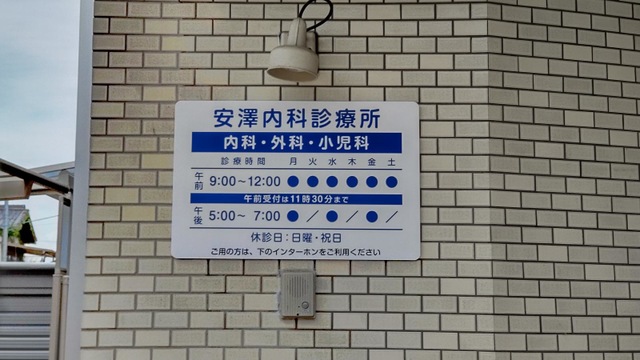 安澤内科診療所
内科・外科・小児科
診療時間 月 火 水 木 金 土
午前 9:00~12:00 ● ● ● ● ● ●
午前受付は11時30分まで
午後 5:00~ 7:00 ● ／ ● ／ ● ／
休診日：日曜・祝日
ご用の方は、下のインターホンをご利用ください